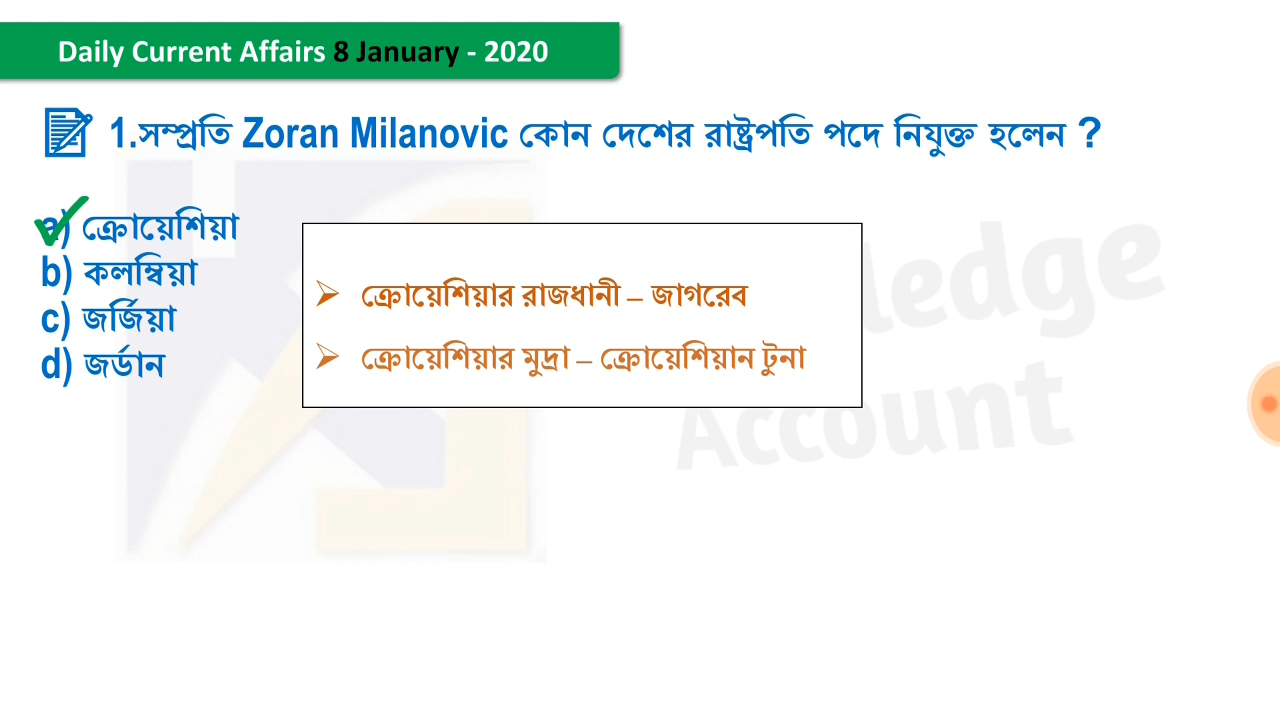 Daily Current Affairs 8 January - 2020
1.সম্প্রতি Zoran Milanovic কোন দেশের রাষ্ট্রপতি পদে নিযুক্ত হলেন ?
a) ক্রোয়েশিয়া
b) কলম্বিয়া
c) জর্জিয়া
d) জর্ডান
ক্রোয়েশিয়ার রাজধানী – জাগরেব
ক্রোয়েশিয়ার মুদ্রা – ক্রোয়েশিয়ান টুনা
Account